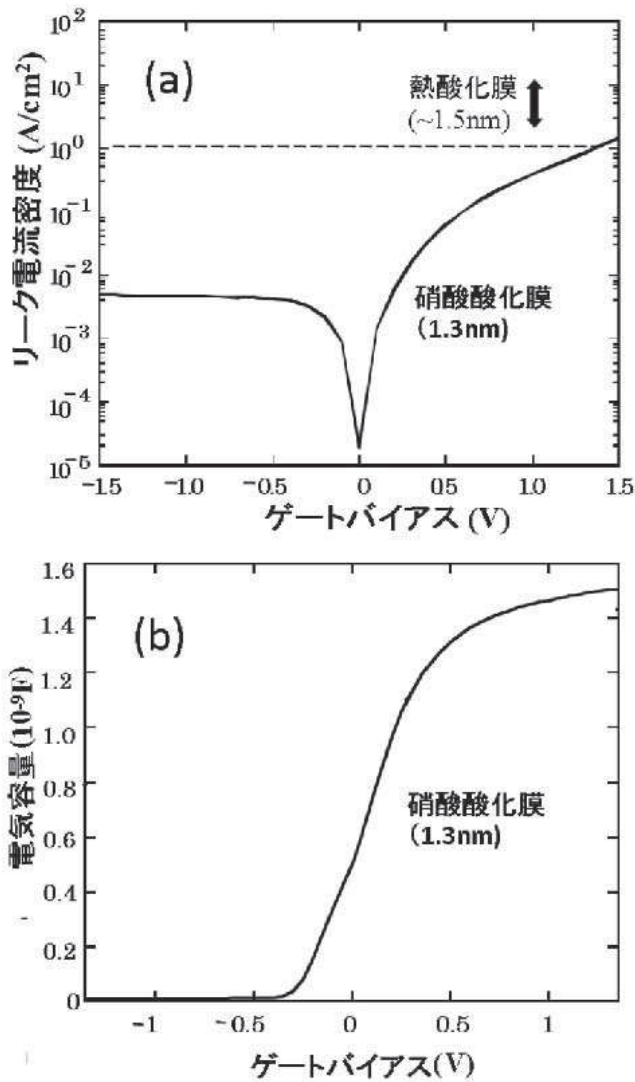 リーク電流密度 (A/cm²)
10²
10¹
10⁰
10⁻¹
10⁻²
10⁻³
10⁻⁴
10⁻⁵
(a)
熱酸化膜
(~1.5nm)
硝酸酸化膜
(1.3nm)
-1.5 -1.0 -0.5 0 0.5 1.0 1.5
ゲートバイアス (V)
電気容量(10⁻⁹F)
1.6
1.4
1.2
1.0
0.8
0.6
0.4
0.2
0
(b)
硝酸酸化膜
(1.3nm)
-1 -0.5 0 0.5 1
ゲートバイアス(V)